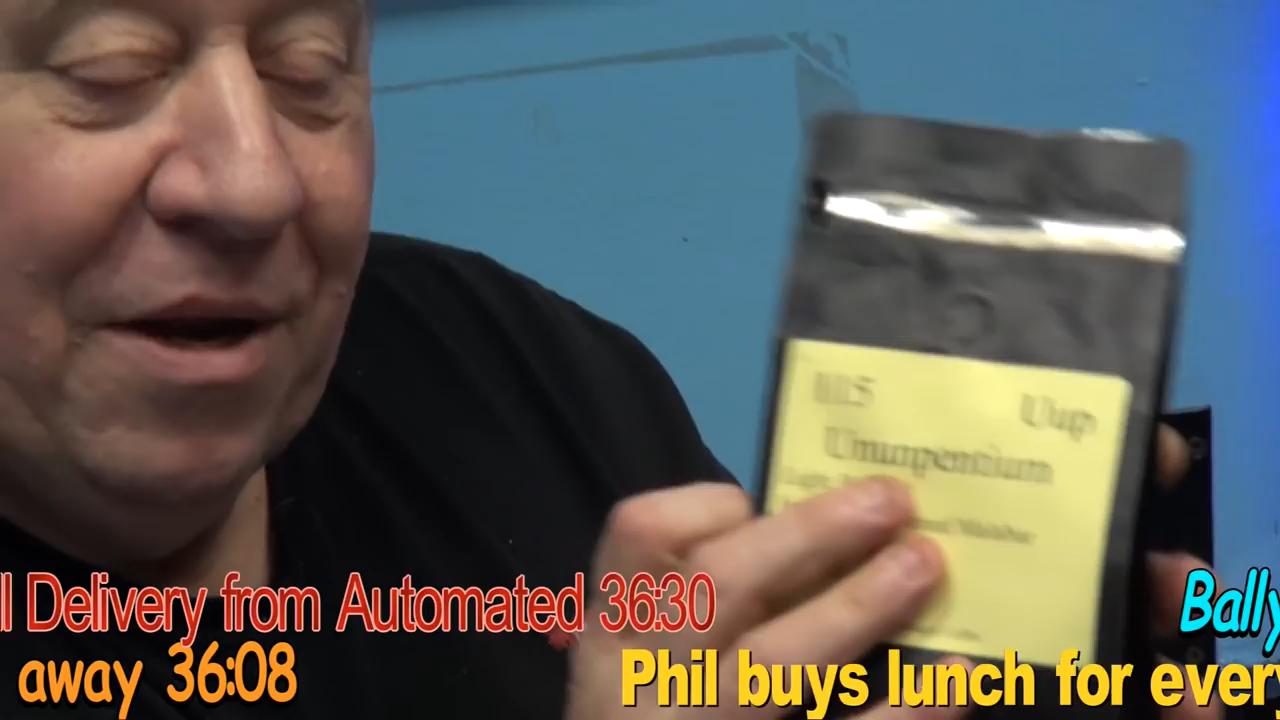 115 Uup
Ununpentium
ll Delivery from Automated 36:30
Bally
away 36:08
Phil buys lunch for every